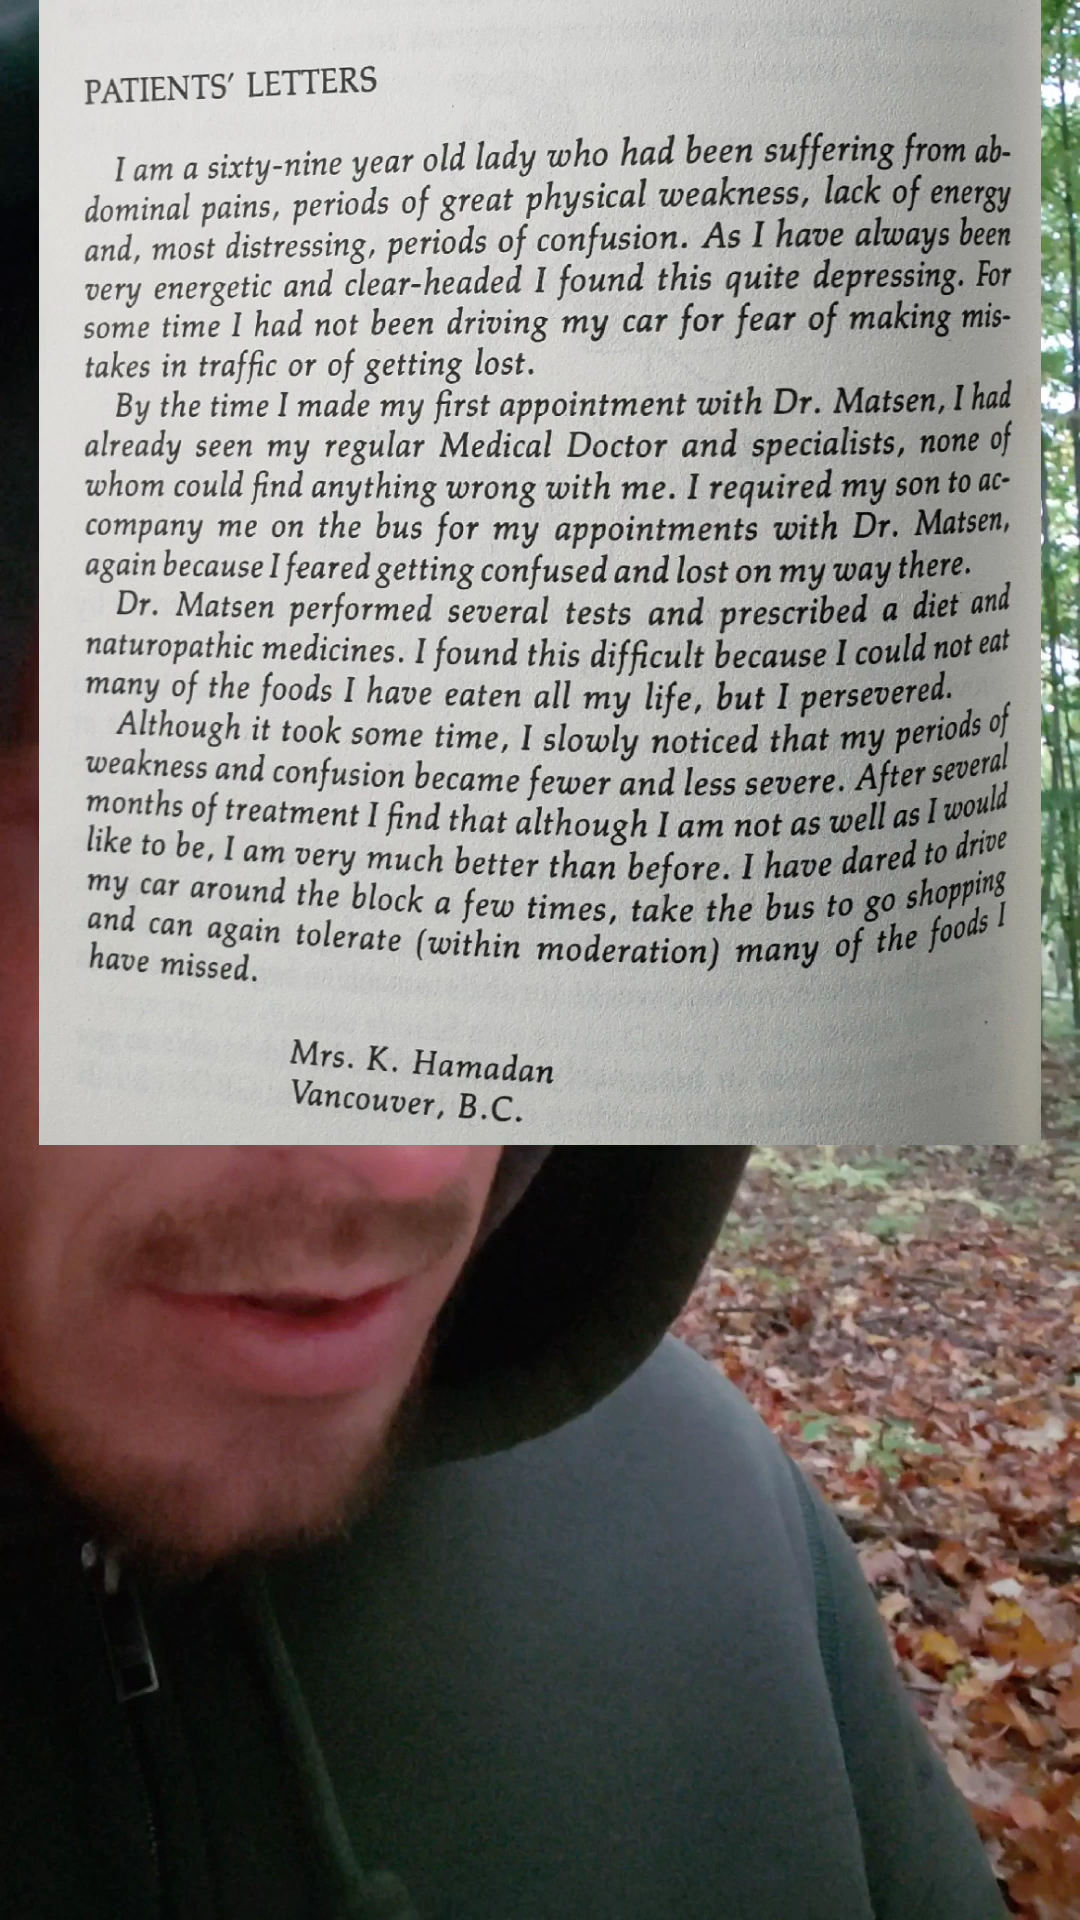 PATIENTS' LETTERS
I am a sixty-nine year old lady who had been suffering from ab-
dominal pains, periods of great physical weakness, lack of energy
and, most distressing, periods of confusion. As I have always been
very energetic and clear-headed I found this quite depressing. For
some time I had not been driving my car for fear of making mis-
takes in traffic or of getting lost.
By the time I made my first appointment with Dr. Matsen, I had
already seen my regular Medical Doctor and specialists, none of
whom could find anything wrong with me. I required my son to ac-
company me on the bus for my appointments with Dr. Matsen,
again because I feared getting confused and lost on my way there.
Dr. Matsen performed several tests and prescribed a diet and
naturopathic medicines. I found this difficult because I could not eat
many of the foods I have eaten all my life, but I persevered.
Although it took some time, I slowly noticed that my periods of
weakness and confusion became fewer and less severe. After several
months of treatment I find that although I am not as well as I would
like to be, I am very much better than before. I have dared to drive
my car around the block a few times, take the bus to go shopping
and can again tolerate (within moderation) many of the foods I
have missed.
Mrs. K. Hamadan
Vancouver, B.C.